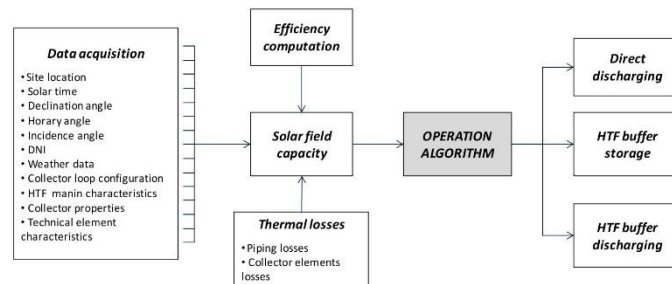 Data acquisition
•Site location
• Solar time
• Declination angle
• Horary angle
• Incidence angle
• DNI
• Weather data
• Collector loop configuration
• HTF manin characteristics
• Collector properties
• Technical element
characteristics
Efficiency
computation
Solar field
capacity
Thermal losses
• Piping losses
• Collector elements
losses
OPERATION
ALGORITHM
Direct
discharging
HTF buffer
storage
HTF buffer
discharging